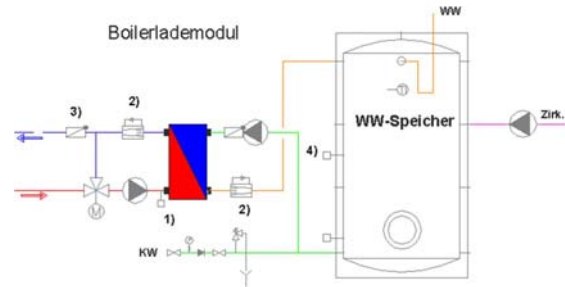 Boilerlademodul
WW
3)
2)
WW-Speicher
Zirk.
4)
1)
2)
M
KW